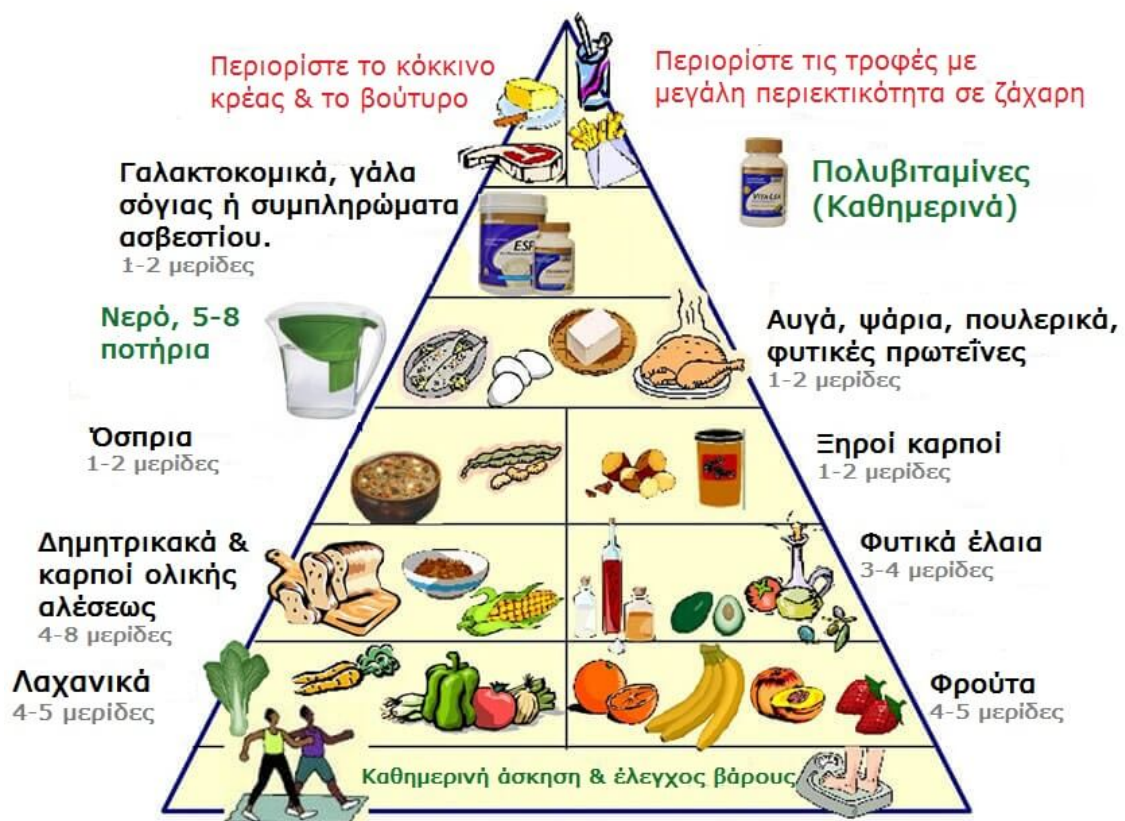 Περιορίστε το κόκκινο
κρέας & το βούτυρο
Περιορίστε τις τροφές με
μεγάλη περιεκτικότητα σε ζάχαρη
Γαλακτοκομικά, γάλα
σόγιας ή συμπληρώματα
ασβεστίου.
1-2 μερίδες
Πολυβιταμίνες
(Καθημερινά)
Νερό, 5-8
ποτήρια
Αυγά, ψάρια, πουλερικά,
φυτικές πρωτεΐνες
1-2 μερίδες
Όσπρια
1-2 μερίδες
Ξηροί καρποί
1-2 μερίδες
Δημητρικακά &
καρποί ολικής
αλέσεως
4-8 μερίδες
Φυτικά έλαια
3-4 μερίδες
Λαχανικά
4-5 μερίδες
Φρούτα
4-5 μερίδες
Καθημερινή άσκηση & έλεγχος βάρους